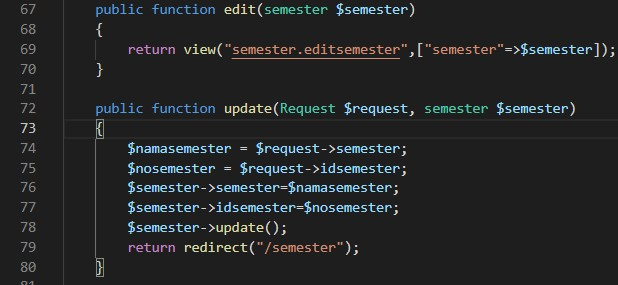 67 public function edit(semester $semester)
68 {
69 return view("semester.editsemester",["semester"=>$semester]);
70 }
71
72 public function update(Request $request, semester $semester)
73 {
74 $namasemester = $request->semester;
75 $nosemester = $request->idsemester;
76 $semester->semester=$namasemester;
77 $semester->idsemester=$nosemester;
78 $semester->update();
79 return redirect("/semester");
80 }
81